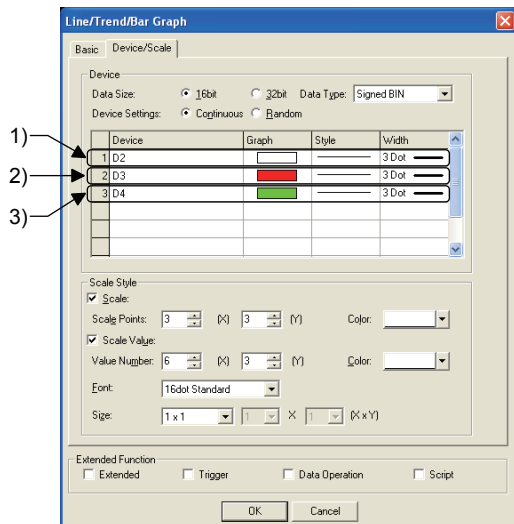 Line/Trend/Bar Graph
Basic Device/Scale
Device
Data Size: 16bit 32bit Data Type: Signed BIN
Device Settings: Continuous Random
Device Graph Style Width
1) 1 D2 3 Dot
2) 2 D3 3 Dot
3) 3 D4 3 Dot
Scale Style
Scale:
Scale Points: 3 (X) 3 (Y) Color:
Scale Value:
Value Number: 6 (X) 3 (Y) Color:
Font: 16dot Standard
Size: 1 x 1 1 X 1 (X x Y)
Extended Function
Extended Trigger Data Operation Script
OK Cancel